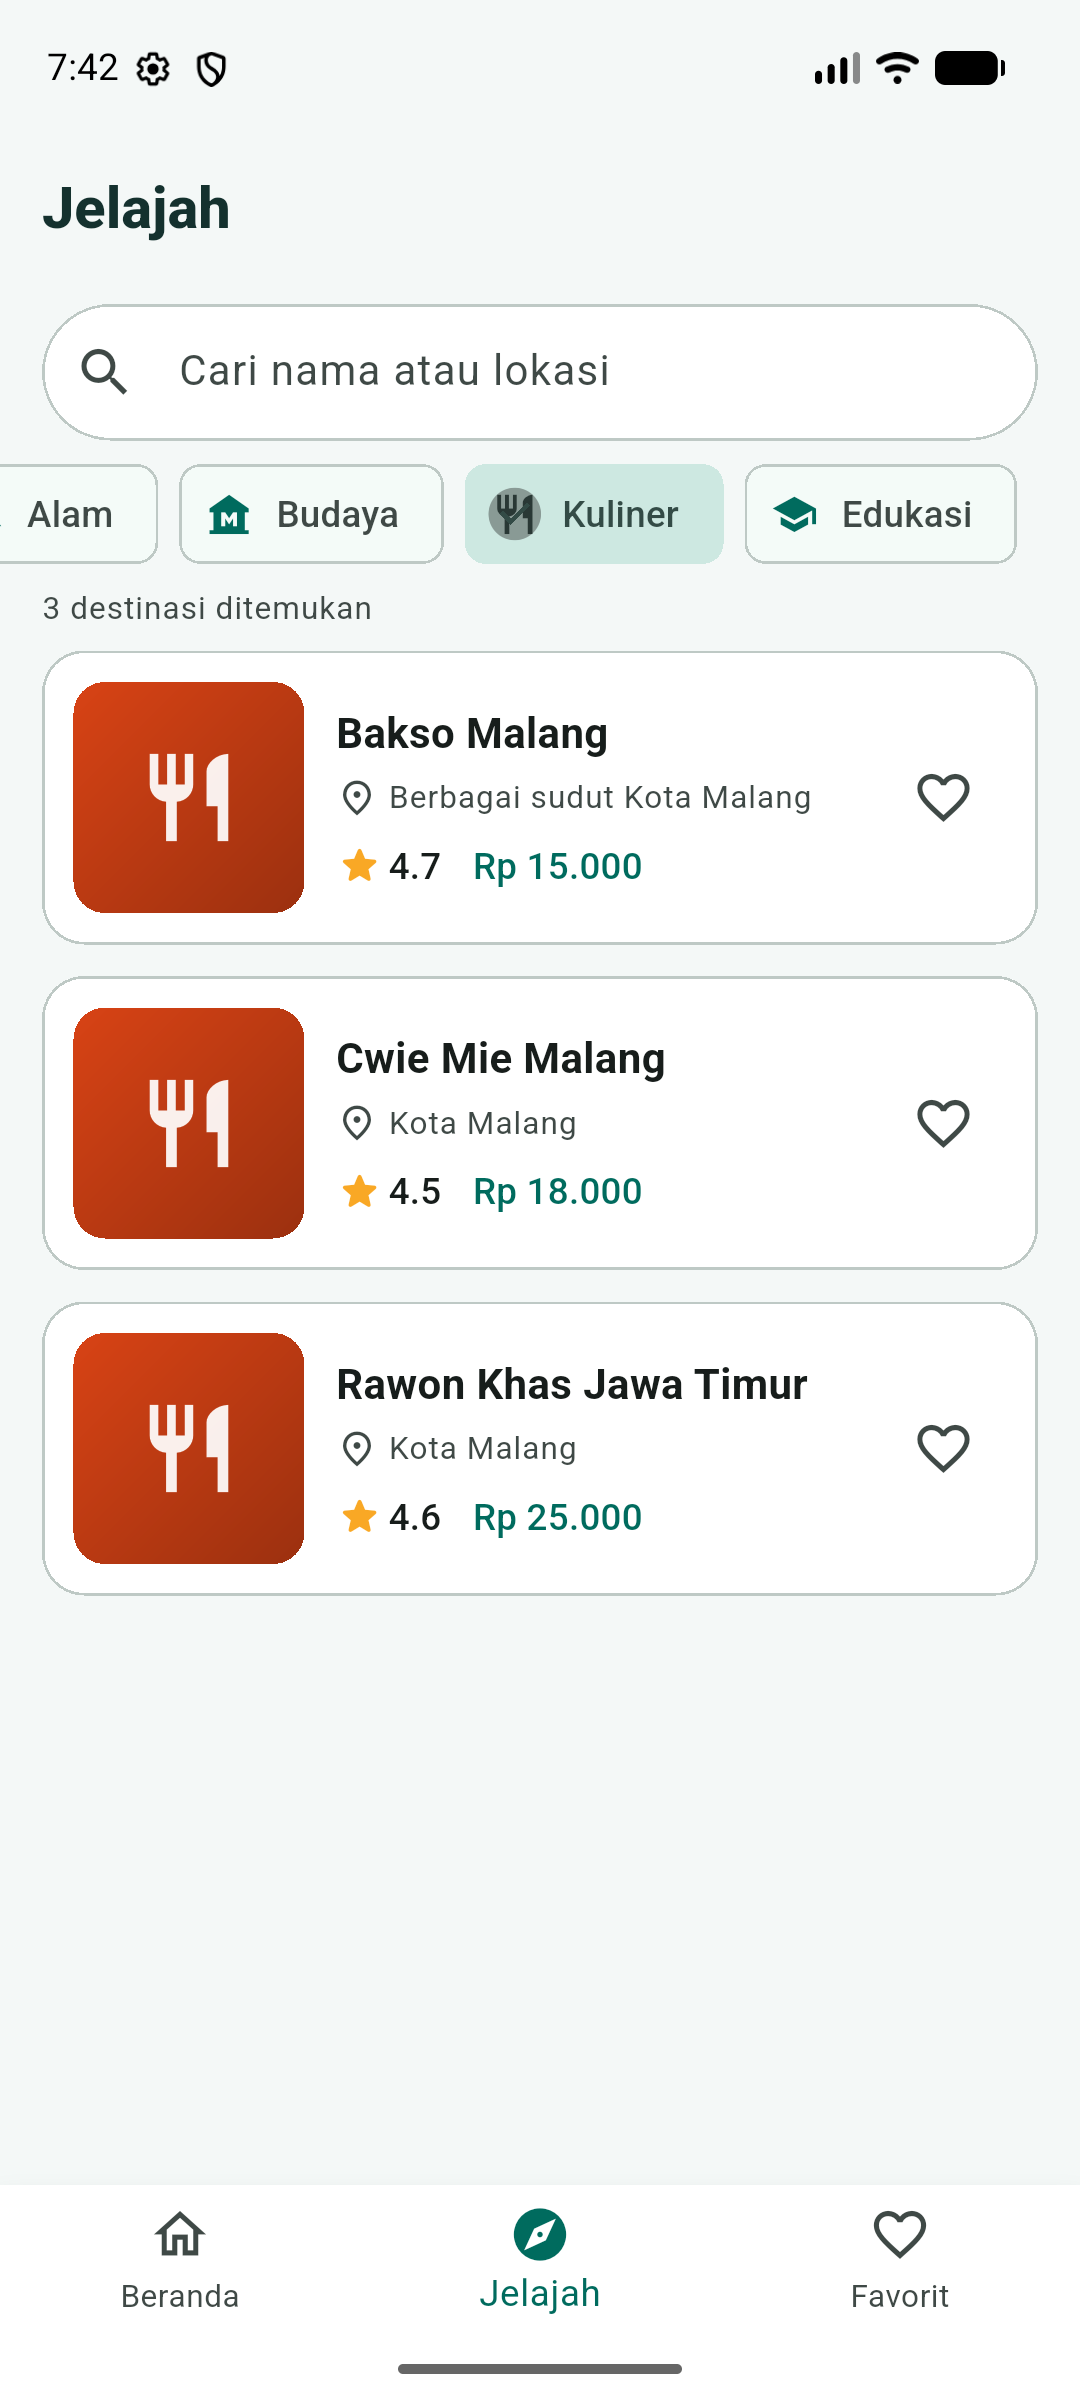 7:42
Jelajah
Cari nama atau lokasi
Alam
Budaya
Kuliner
Edukasi
3 destinasi ditemukan
Bakso Malang
Berbagai sudut Kota Malang
4.7 Rp 15.000
Cwie Mie Malang
Kota Malang
4.5 Rp 18.000
Rawon Khas Jawa Timur
Kota Malang
4.6 Rp 25.000
Beranda
Jelajah
Favorit